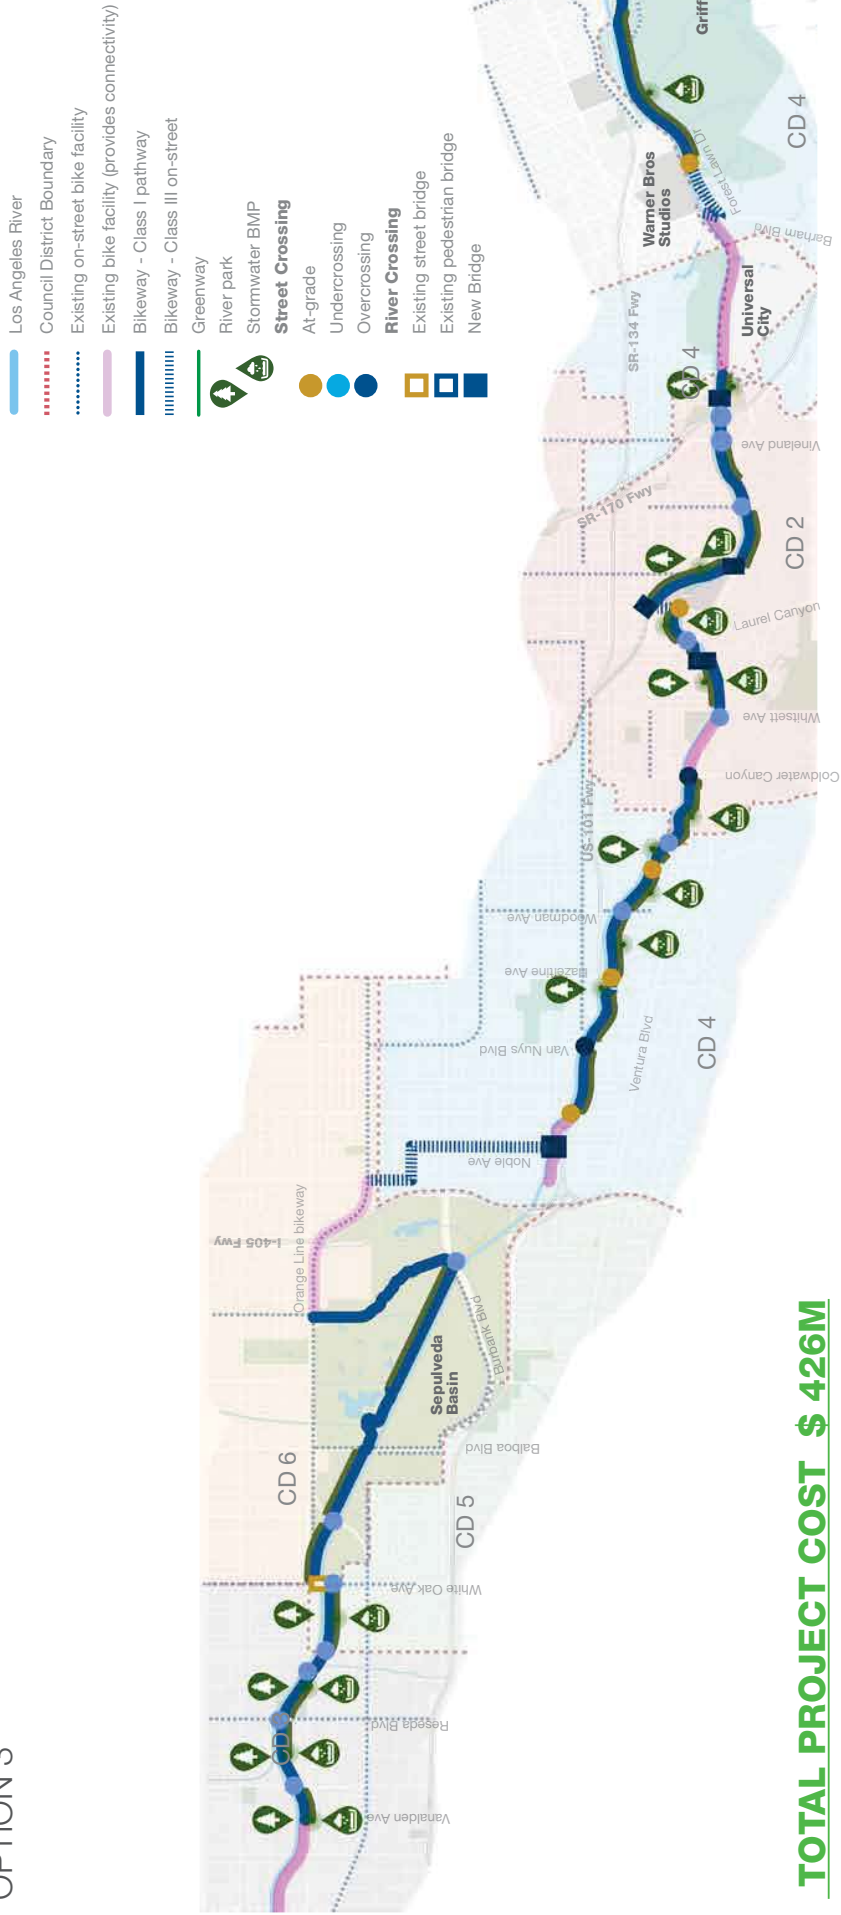 OPTION 3
Los Angeles River
Council District Boundary
Existing on-street bike facility
Existing bike facility (provides connectivity)
Bikeway - Class I pathway
Bikeway - Class III on-street
Greenway
River park
Stormwater BMP
Street Crossing
At-grade
Undercrossing
Overcrossing
River Crossing
Existing street bridge
Existing pedestrian bridge
New Bridge
Vanalden Ave
Reseda Blvd
White Oak Ave
CD 6
CD 5
Balboa Blvd
Sepulveda
Basin
Burbank Blvd
Orange Line bikeway
I-405 Fwy
Noble Ave
Van Nuys Blvd
Hazeltine Ave
Woodman Ave
Ventura Blvd
CD 4
US-101 Fwy
Coldwater Canyon
Whitsett Ave
Laurel Canyon
CD 2
SR-170 Fwy
Vineland Ave
CD 4
SR-134 Fwy
Universal
City
Warner Bros
Studios
Barham Blvd
Forest Lawn Dr
CD 4
Griff
TOTAL PROJECT COST $ 426M